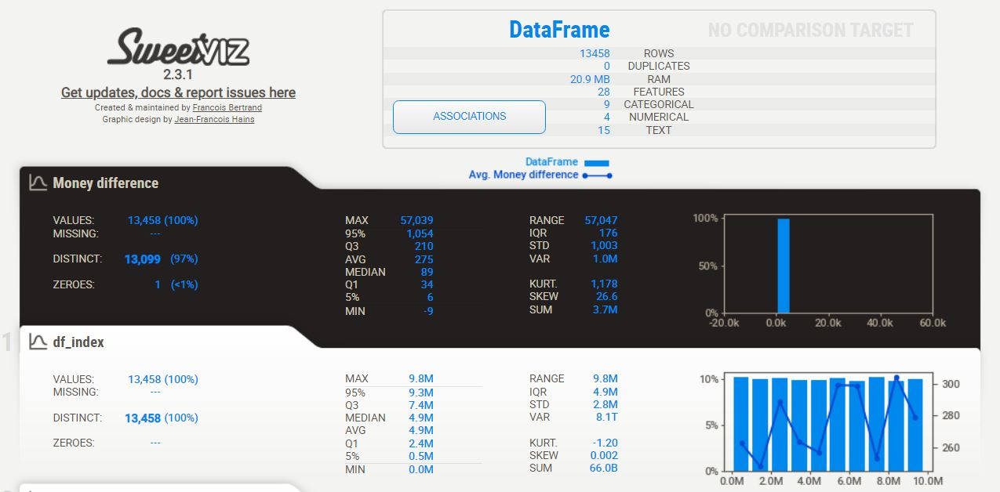 SweetVIZ
2.3.1
Get updates, docs & report issues here
Created & maintained by Francois Bertrand
Graphic design by Jean-Francois Hains
DataFrame
NO COMPARISON TARGET
13458 ROWS
0 DUPLICATES
20.9 MB RAM
28 FEATURES
9 CATEGORICAL
4 NUMERICAL
15 TEXT
ASSOCIATIONS
DataFrame
Avg. Money difference
Money difference
VALUES: 13,458 (100%)
MISSING: ---
DISTINCT: 13,099 (97%)
ZEROES: 1 (<1%)
MAX 57,039
95% 1,054
Q3 210
AVG 275
MEDIAN 89
Q1 34
5% 6
MIN -9
RANGE 57,047
IQR 176
STD 1,003
VAR 1.0M
KURT. 1,178
SKEW 26.6
SUM 3.7M
100%
50%
0%
-20.0k 0.0k 20.0k 40.0k 60.0k
1
df_index
VALUES: 13,458 (100%)
MISSING: ---
DISTINCT: 13,458 (100%)
ZEROES: ---
MAX 9.8M
95% 9.3M
Q3 7.4M
MEDIAN 4.9M
AVG 4.9M
Q1 2.4M
5% 0.5M
MIN 0.0M
RANGE 9.8M
IQR 4.9M
STD 2.8M
VAR 8.1T
KURT. -1.20
SKEW 0.002
SUM 66.0B
10%
5%
0%
300
280
260
0.0M 2.0M 4.0M 6.0M 8.0M 10.0M